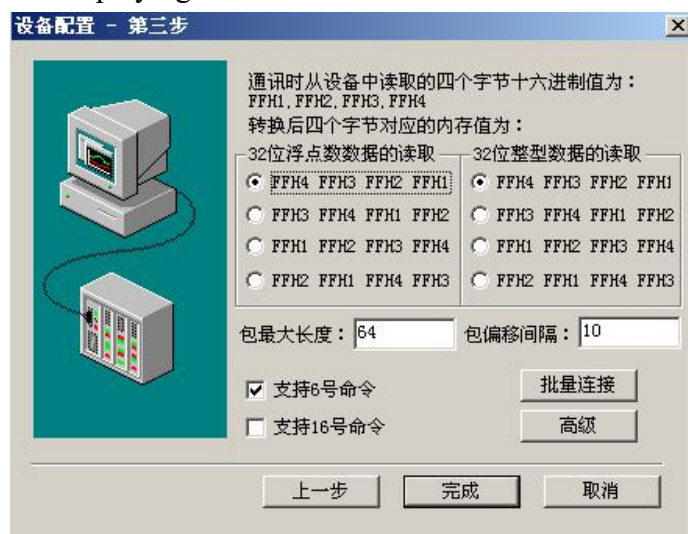 设备配置 - 第三步
通讯时从设备中读取的四个字节十六进制值为：
FFH1,FFH2,FFH3,FFH4
转换后四个字节对应的内存值为：
32位浮点数数据的读取 32位整型数据的读取
FFH4 FFH3 FFH2 FFH1 FFH4 FFH3 FFH2 FFH1
FFH3 FFH4 FFH1 FFH2 FFH3 FFH4 FFH1 FFH2
FFH1 FFH2 FFH3 FFH4 FFH1 FFH2 FFH3 FFH4
FFH2 FFH1 FFH4 FFH3 FFH2 FFH1 FFH4 FFH3
包最大长度：64 包偏移间隔：10
支持6号命令 批量连接
支持16号命令 高级
上一步 完成 取消